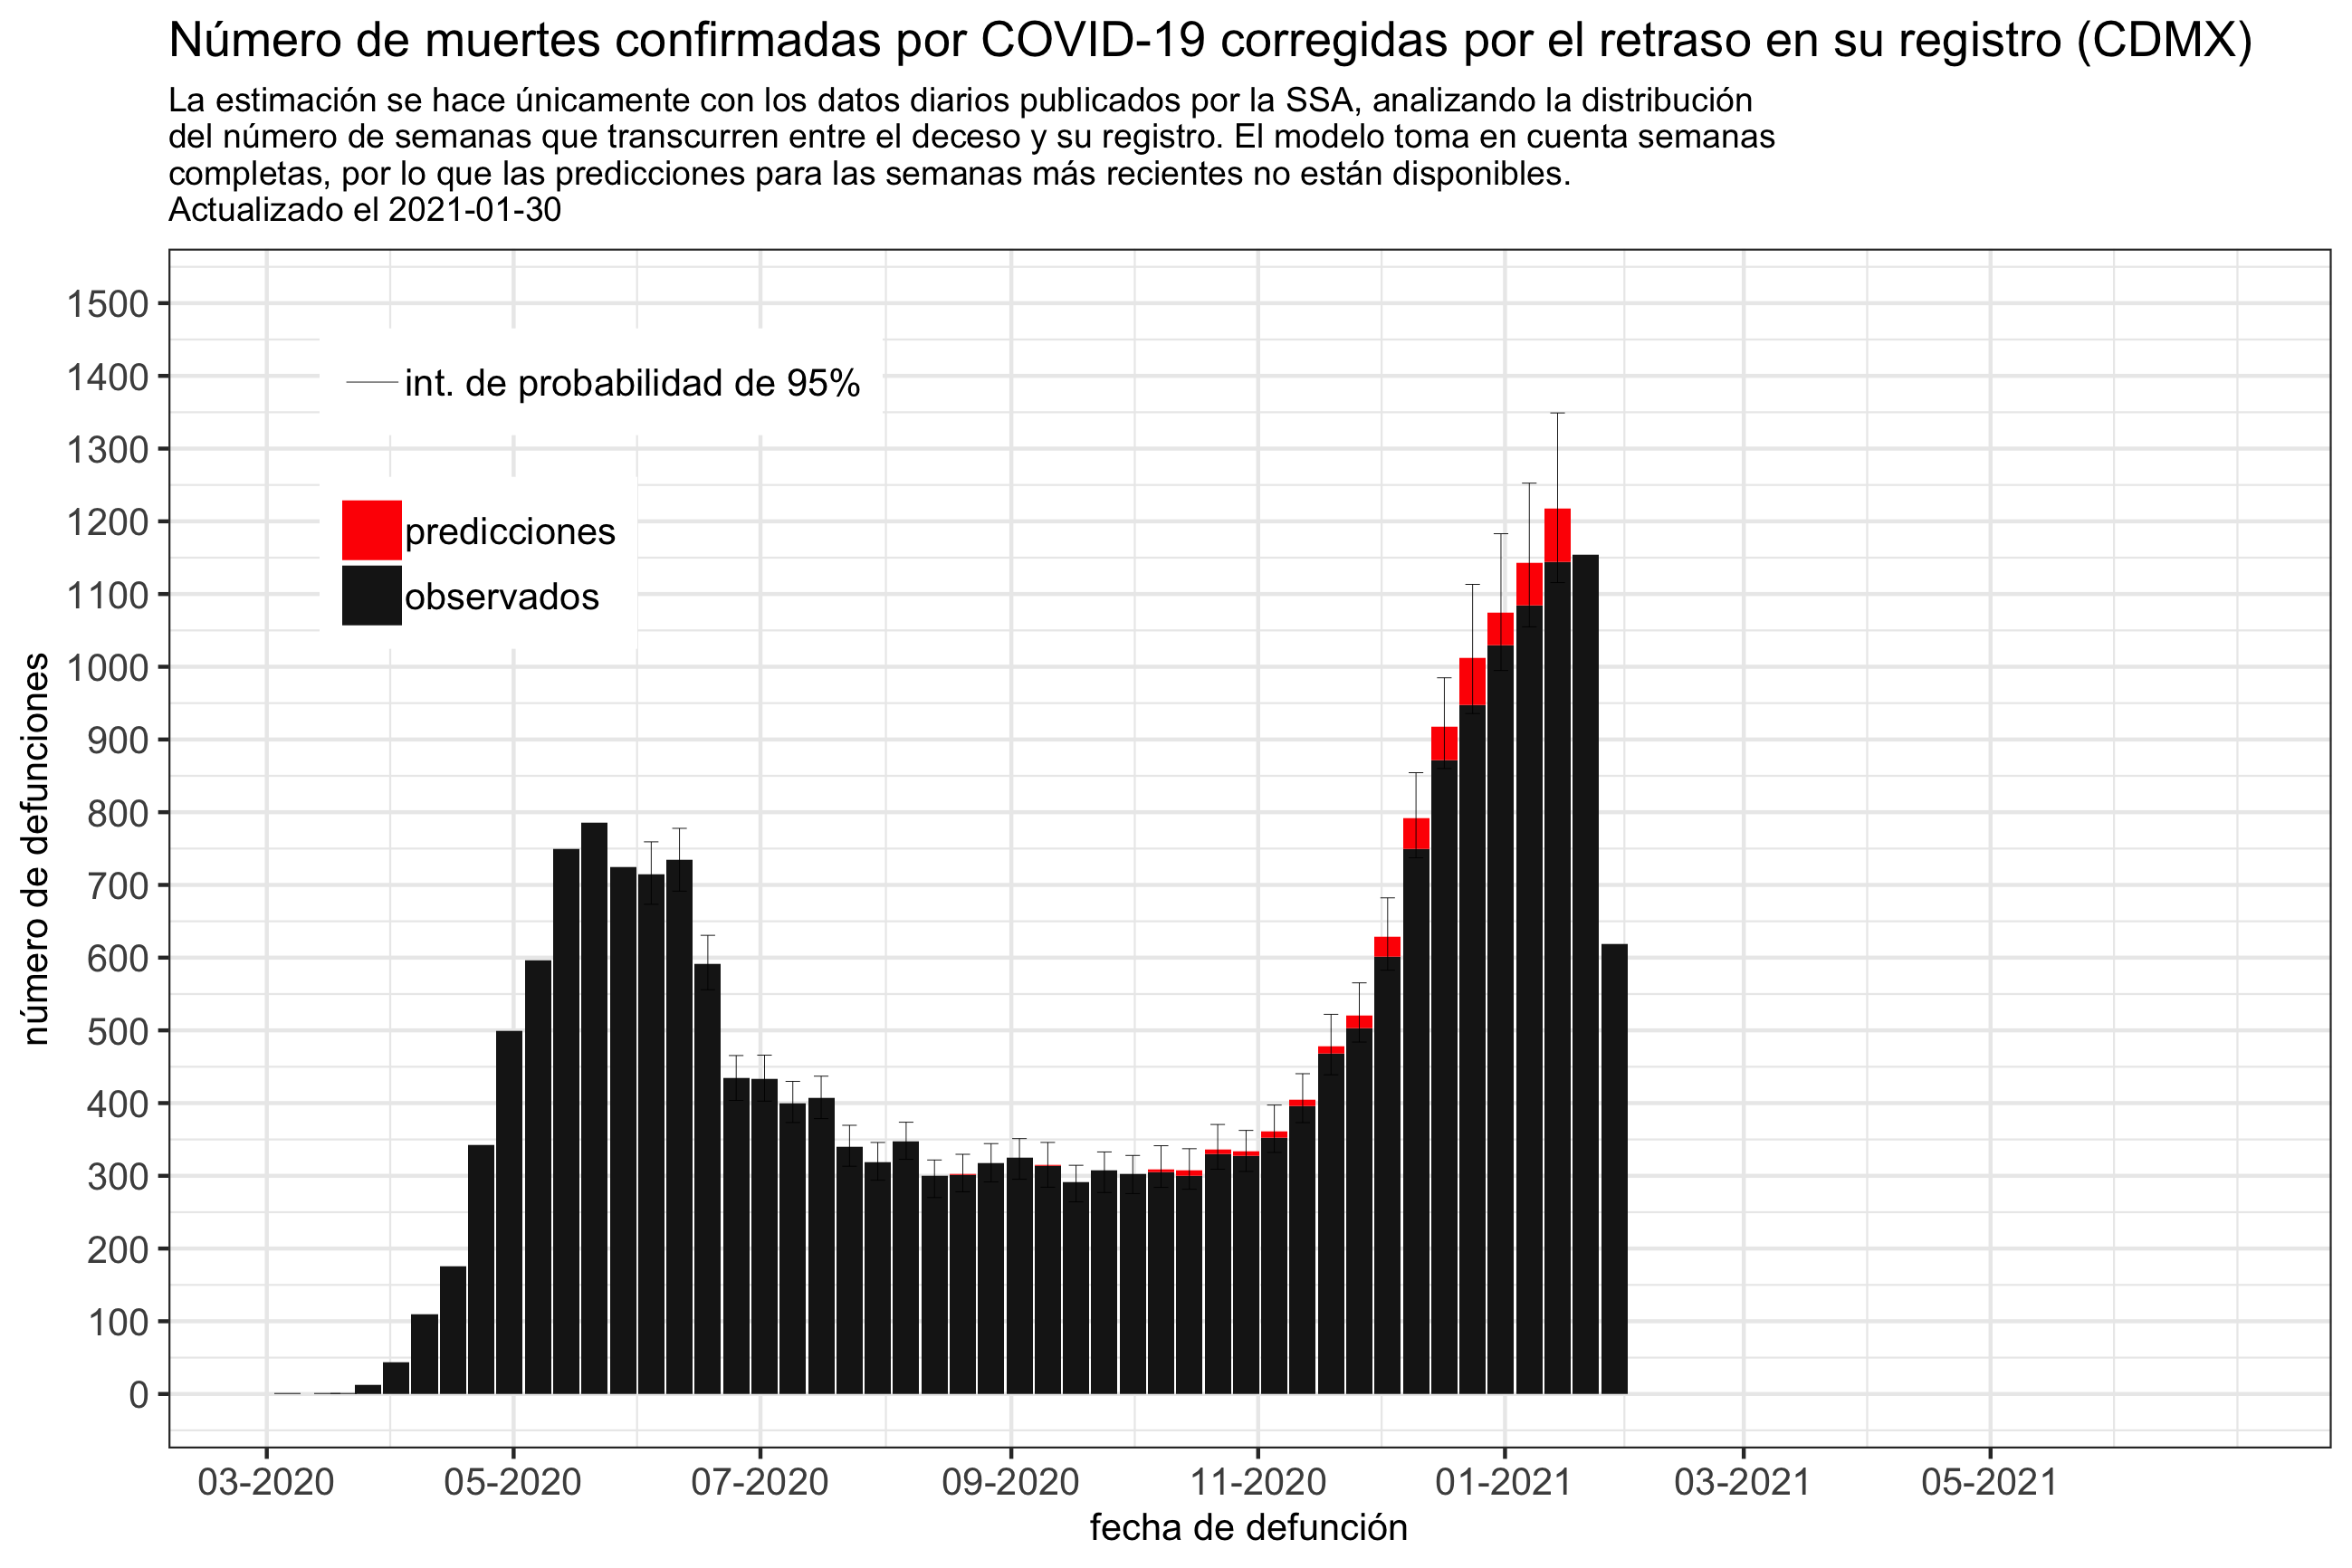 Número de muertes confirmadas por COVID-19 corregidas por el retraso en su registro (CDMX)
La estimación se hace únicamente con los datos diarios publicados por la SSA, analizando la distribución
del número de semanas que transcurren entre el deceso y su registro. El modelo toma en cuenta semanas
completas, por lo que las predicciones para las semanas más recientes no están disponibles.
Actualizado el 2021-01-30
número de defunciones
1500
1400
1300
1200
1100
1000
900
800
700
600
500
400
300
200
100
0
int. de probabilidad de 95%
predicciones
observados
03-2020 05-2020 07-2020 09-2020 11-2020 01-2021 03-2021 05-2021
fecha de defunción